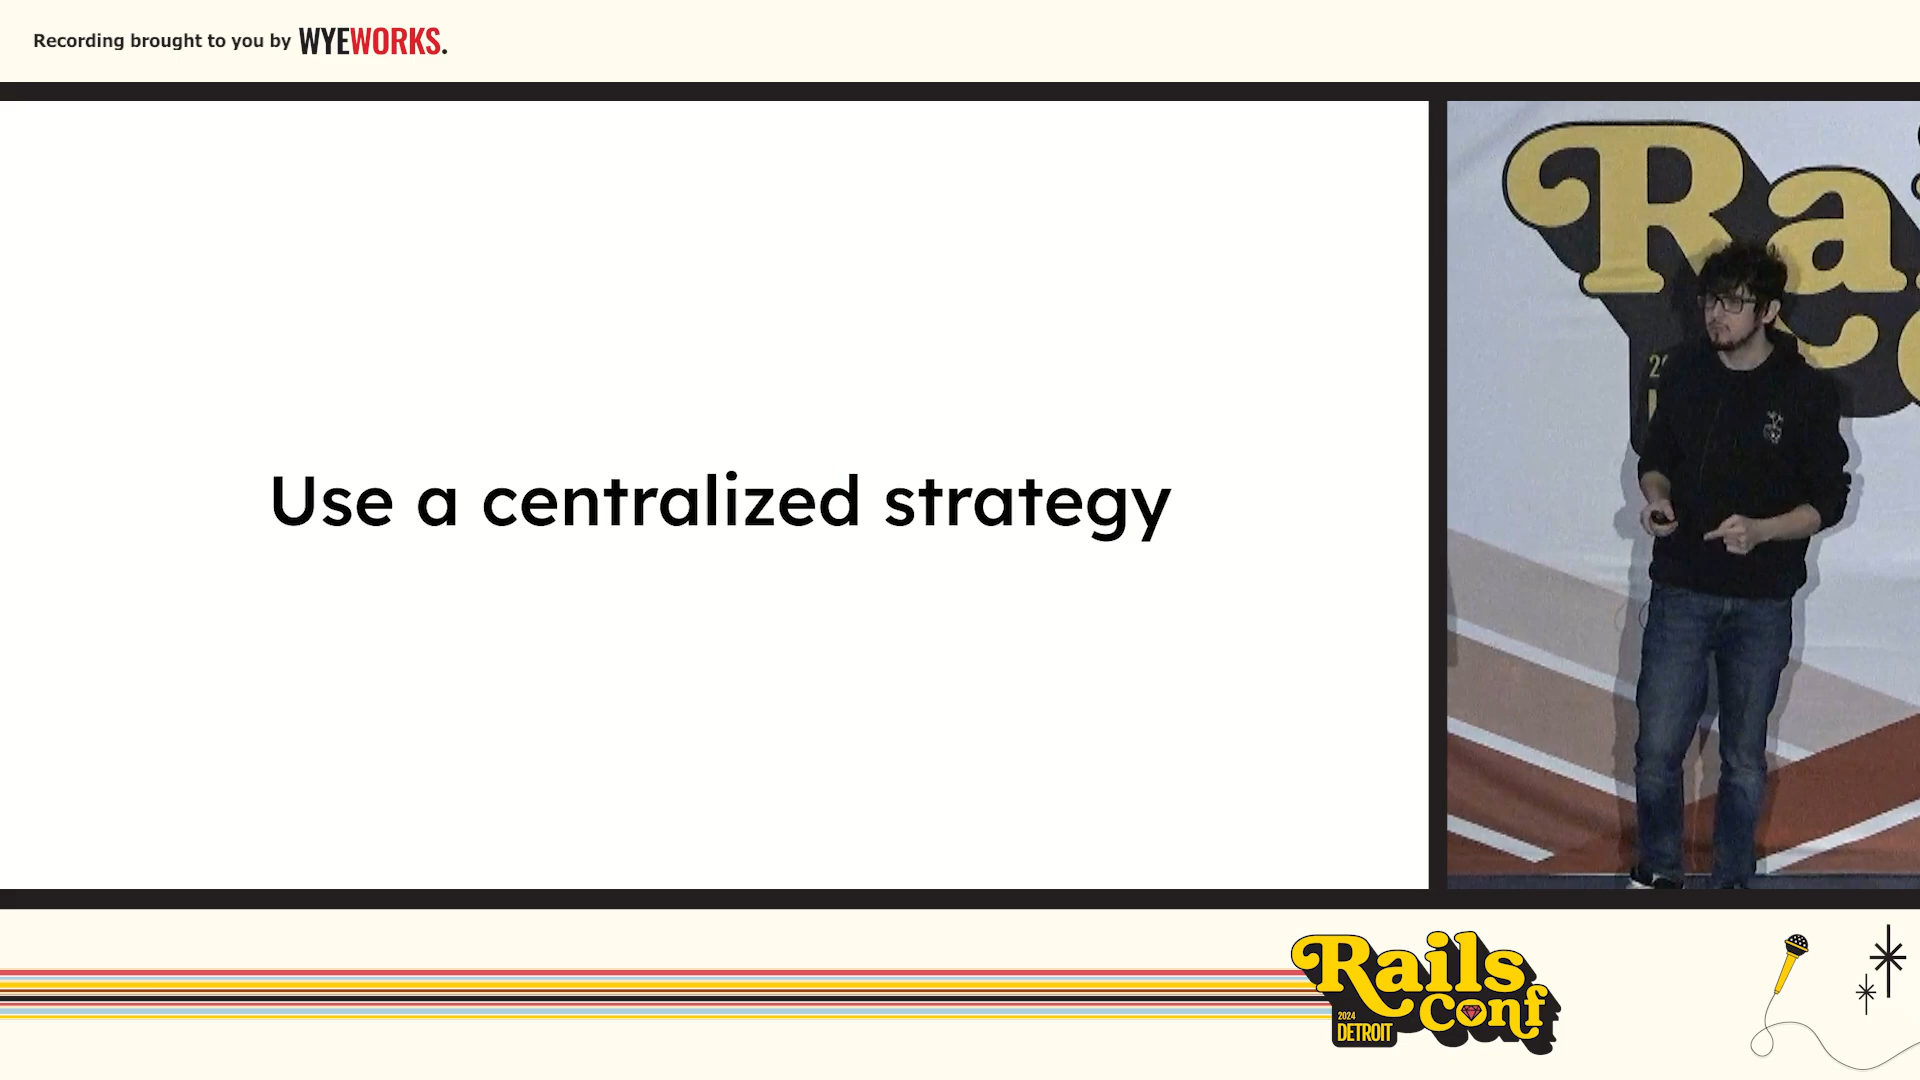 Recording brought to you by WYEWORKS.
Use a centralized strategy
Rails
Conf
2024
DETROIT